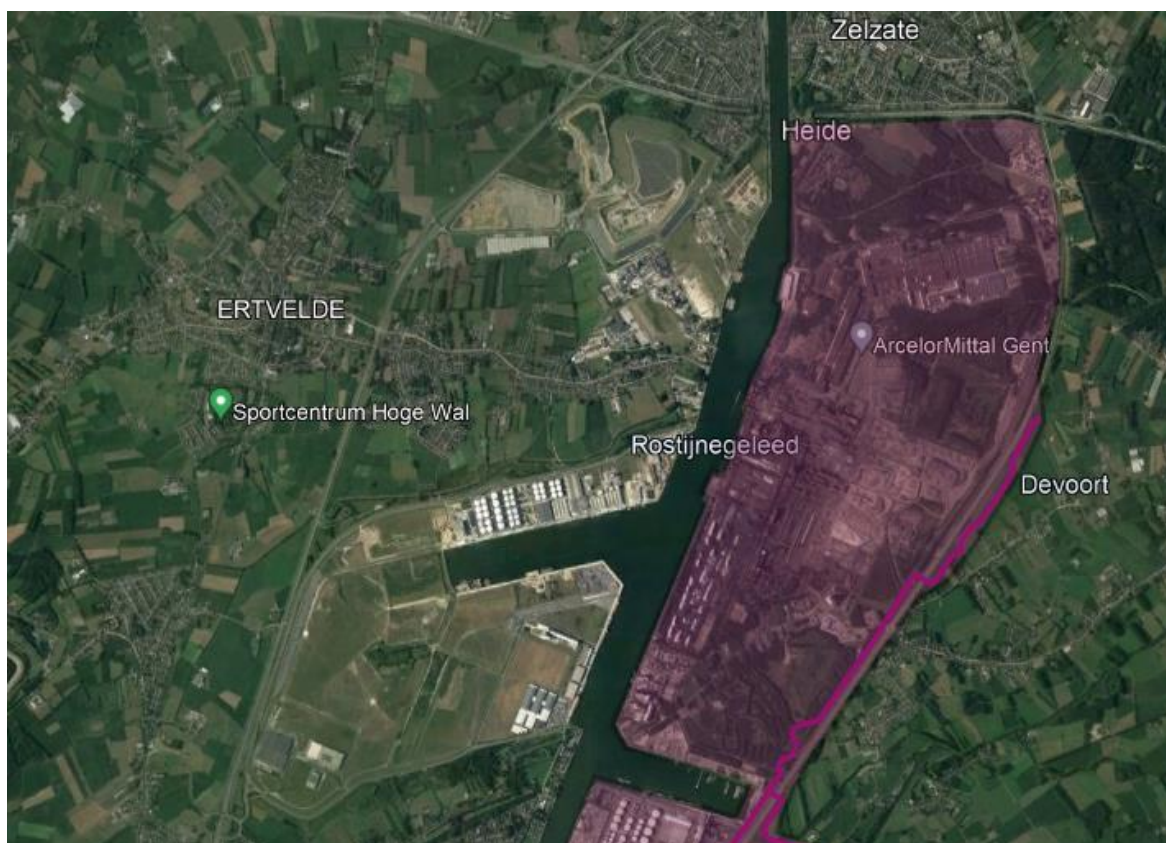 Zelzate
Heide
ERTVELDE
ArcelorMittal Gent
Sportcentrum Hoge Wal
Rostijnegeleed
Devoort